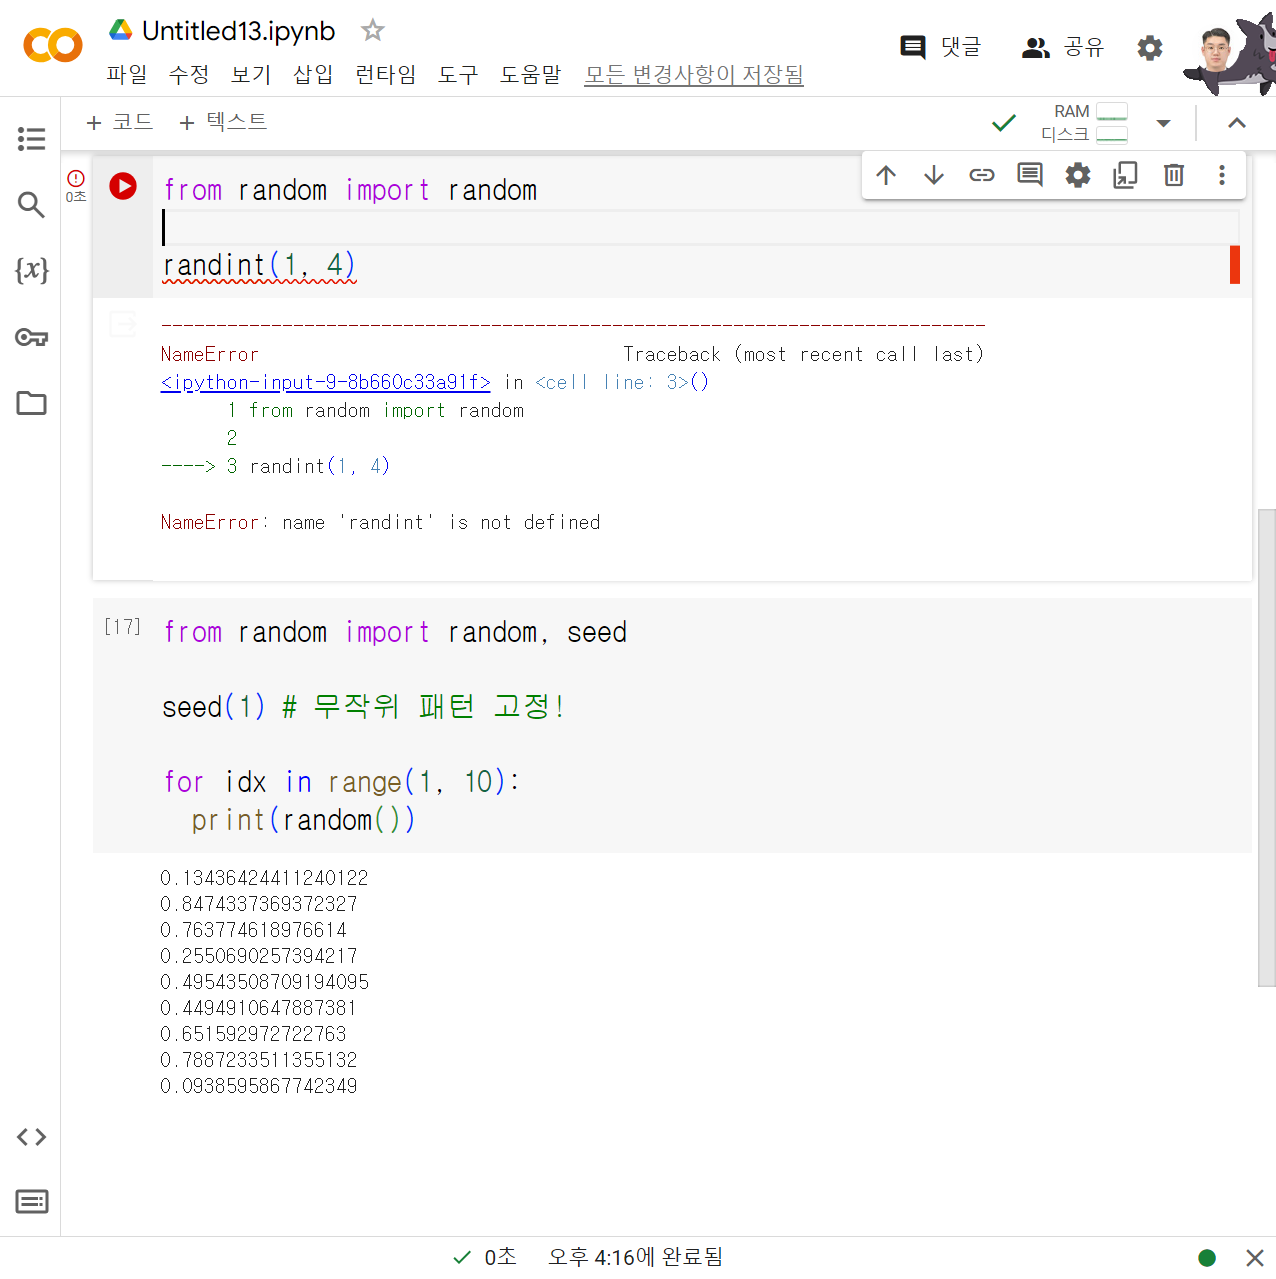 Untitled13.ipynb
댓글
공유
파일 수정 보기 삽입 런타임 도구 도움말 모든 변경사항이 저장됨
+ 코드 + 텍스트
RAM
디스크
0초
from random import random
randint(1, 4)
{x}
---------------------------------------------------------------------------
NameError Traceback (most recent call last)
<ipython-input-9-8b660c33a91f> in <cell line: 3>()
1 from random import random
2
----> 3 randint(1, 4)
NameError: name 'randint' is not defined
[17]
from random import random, seed
seed(1) # 무작위 패턴 고정!
for idx in range(1, 10):
print(random())
0.13436424411240122
0.8474337369372327
0.763774618976614
0.2550690257394217
0.49543508709194095
0.4494910647887381
0.651592972722763
0.7887233511355132
0.0938595867742349
0초 오후 4:16에 완료됨